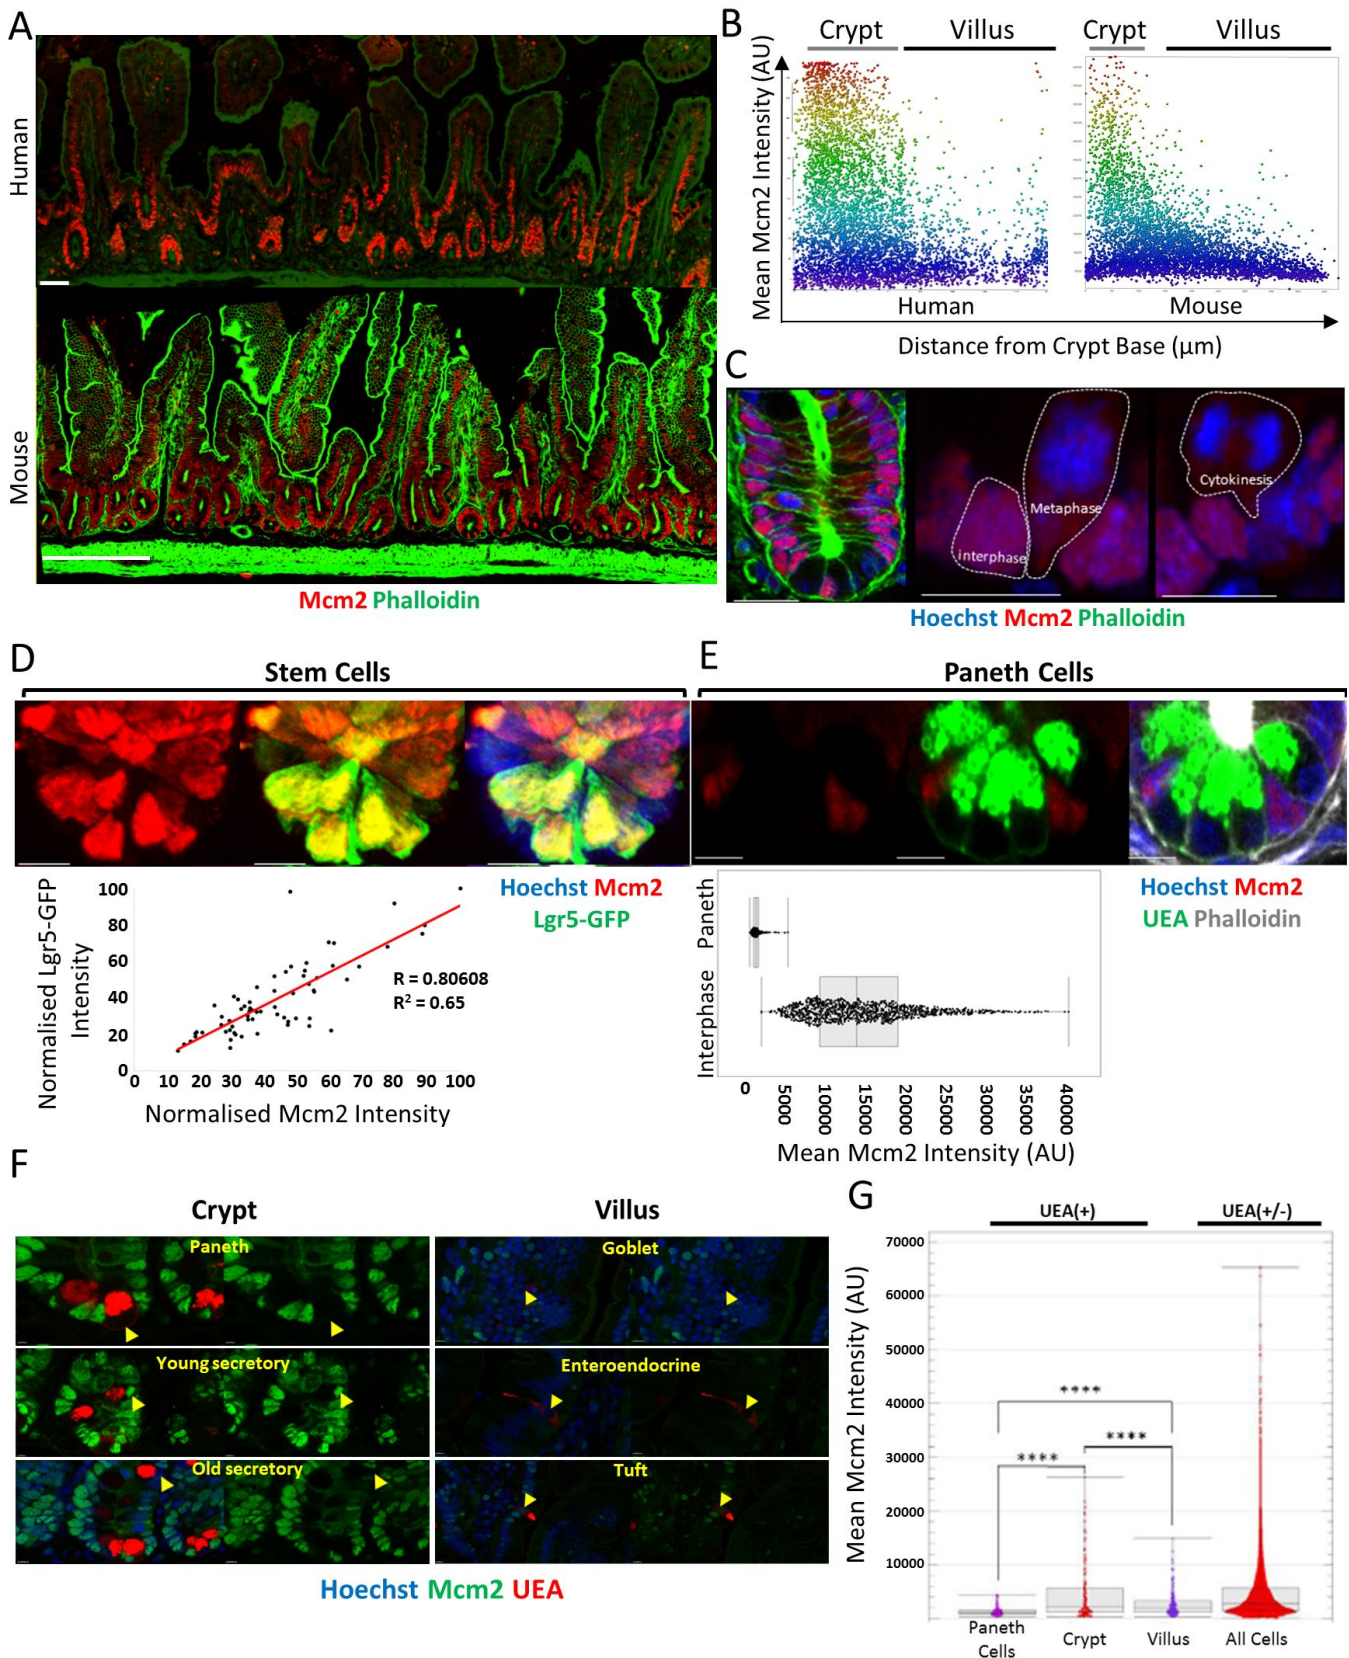 A
Human
Mouse
Mcm2 Phalloidin
B
Crypt Villus Crypt Villus
Mean Mcm2 Intensity (AU)
Human Mouse
Distance from Crypt Base (µm)
C
interphase
Metaphase
Cytokinesis
Hoechst Mcm2 Phalloidin
D
Stem Cells
Hoechst Mcm2
Lgr5-GFP
Normalised Lgr5-GFP
Intensity
100
80
60
40
20
0
R = 0.80608
R² = 0.65
0 10 20 30 40 50 60 70 80 90 100
Normalised Mcm2 Intensity
E
Paneth Cells
Hoechst Mcm2
UEA Phalloidin
Paneth
Interphase
0 5000 10000 15000 20000 25000 30000 35000 40000
Mean Mcm2 Intensity (AU)
F
Crypt
Villus
Paneth
Goblet
Young secretory
Enteroendocrine
Old secretory
Tuft
Hoechst Mcm2 UEA
G
UEA(+) UEA(+/-)
Mean Mcm2 Intensity (AU)
70000
60000
50000
40000
30000
20000
10000
****
****
****
Paneth
Cells
Crypt
Villus
All Cells